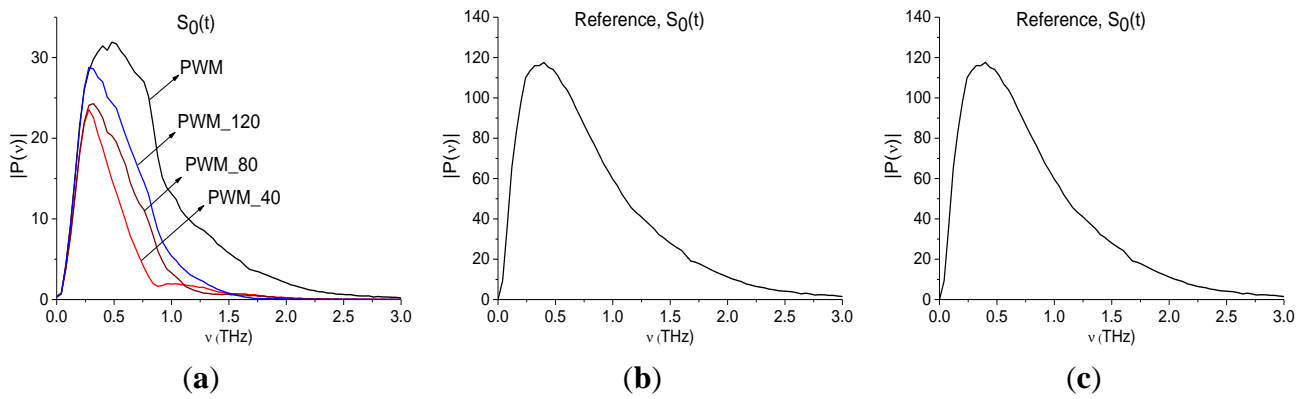 S0(t)
|P(ν)|
30
20
10
0
PWM
PWM_120
PWM_80
PWM_40
0.0 0.5 1.0 1.5 2.0 2.5 3.0
ν (THz)
(a)
Reference, S0(t)
|P(ν)|
140
120
100
80
60
40
20
0
0.0 0.5 1.0 1.5 2.0 2.5 3.0
ν (THz)
(b)
Reference, S0(t)
|P(ν)|
140
120
100
80
60
40
20
0
0.0 0.5 1.0 1.5 2.0 2.5 3.0
ν (THz)
(c)